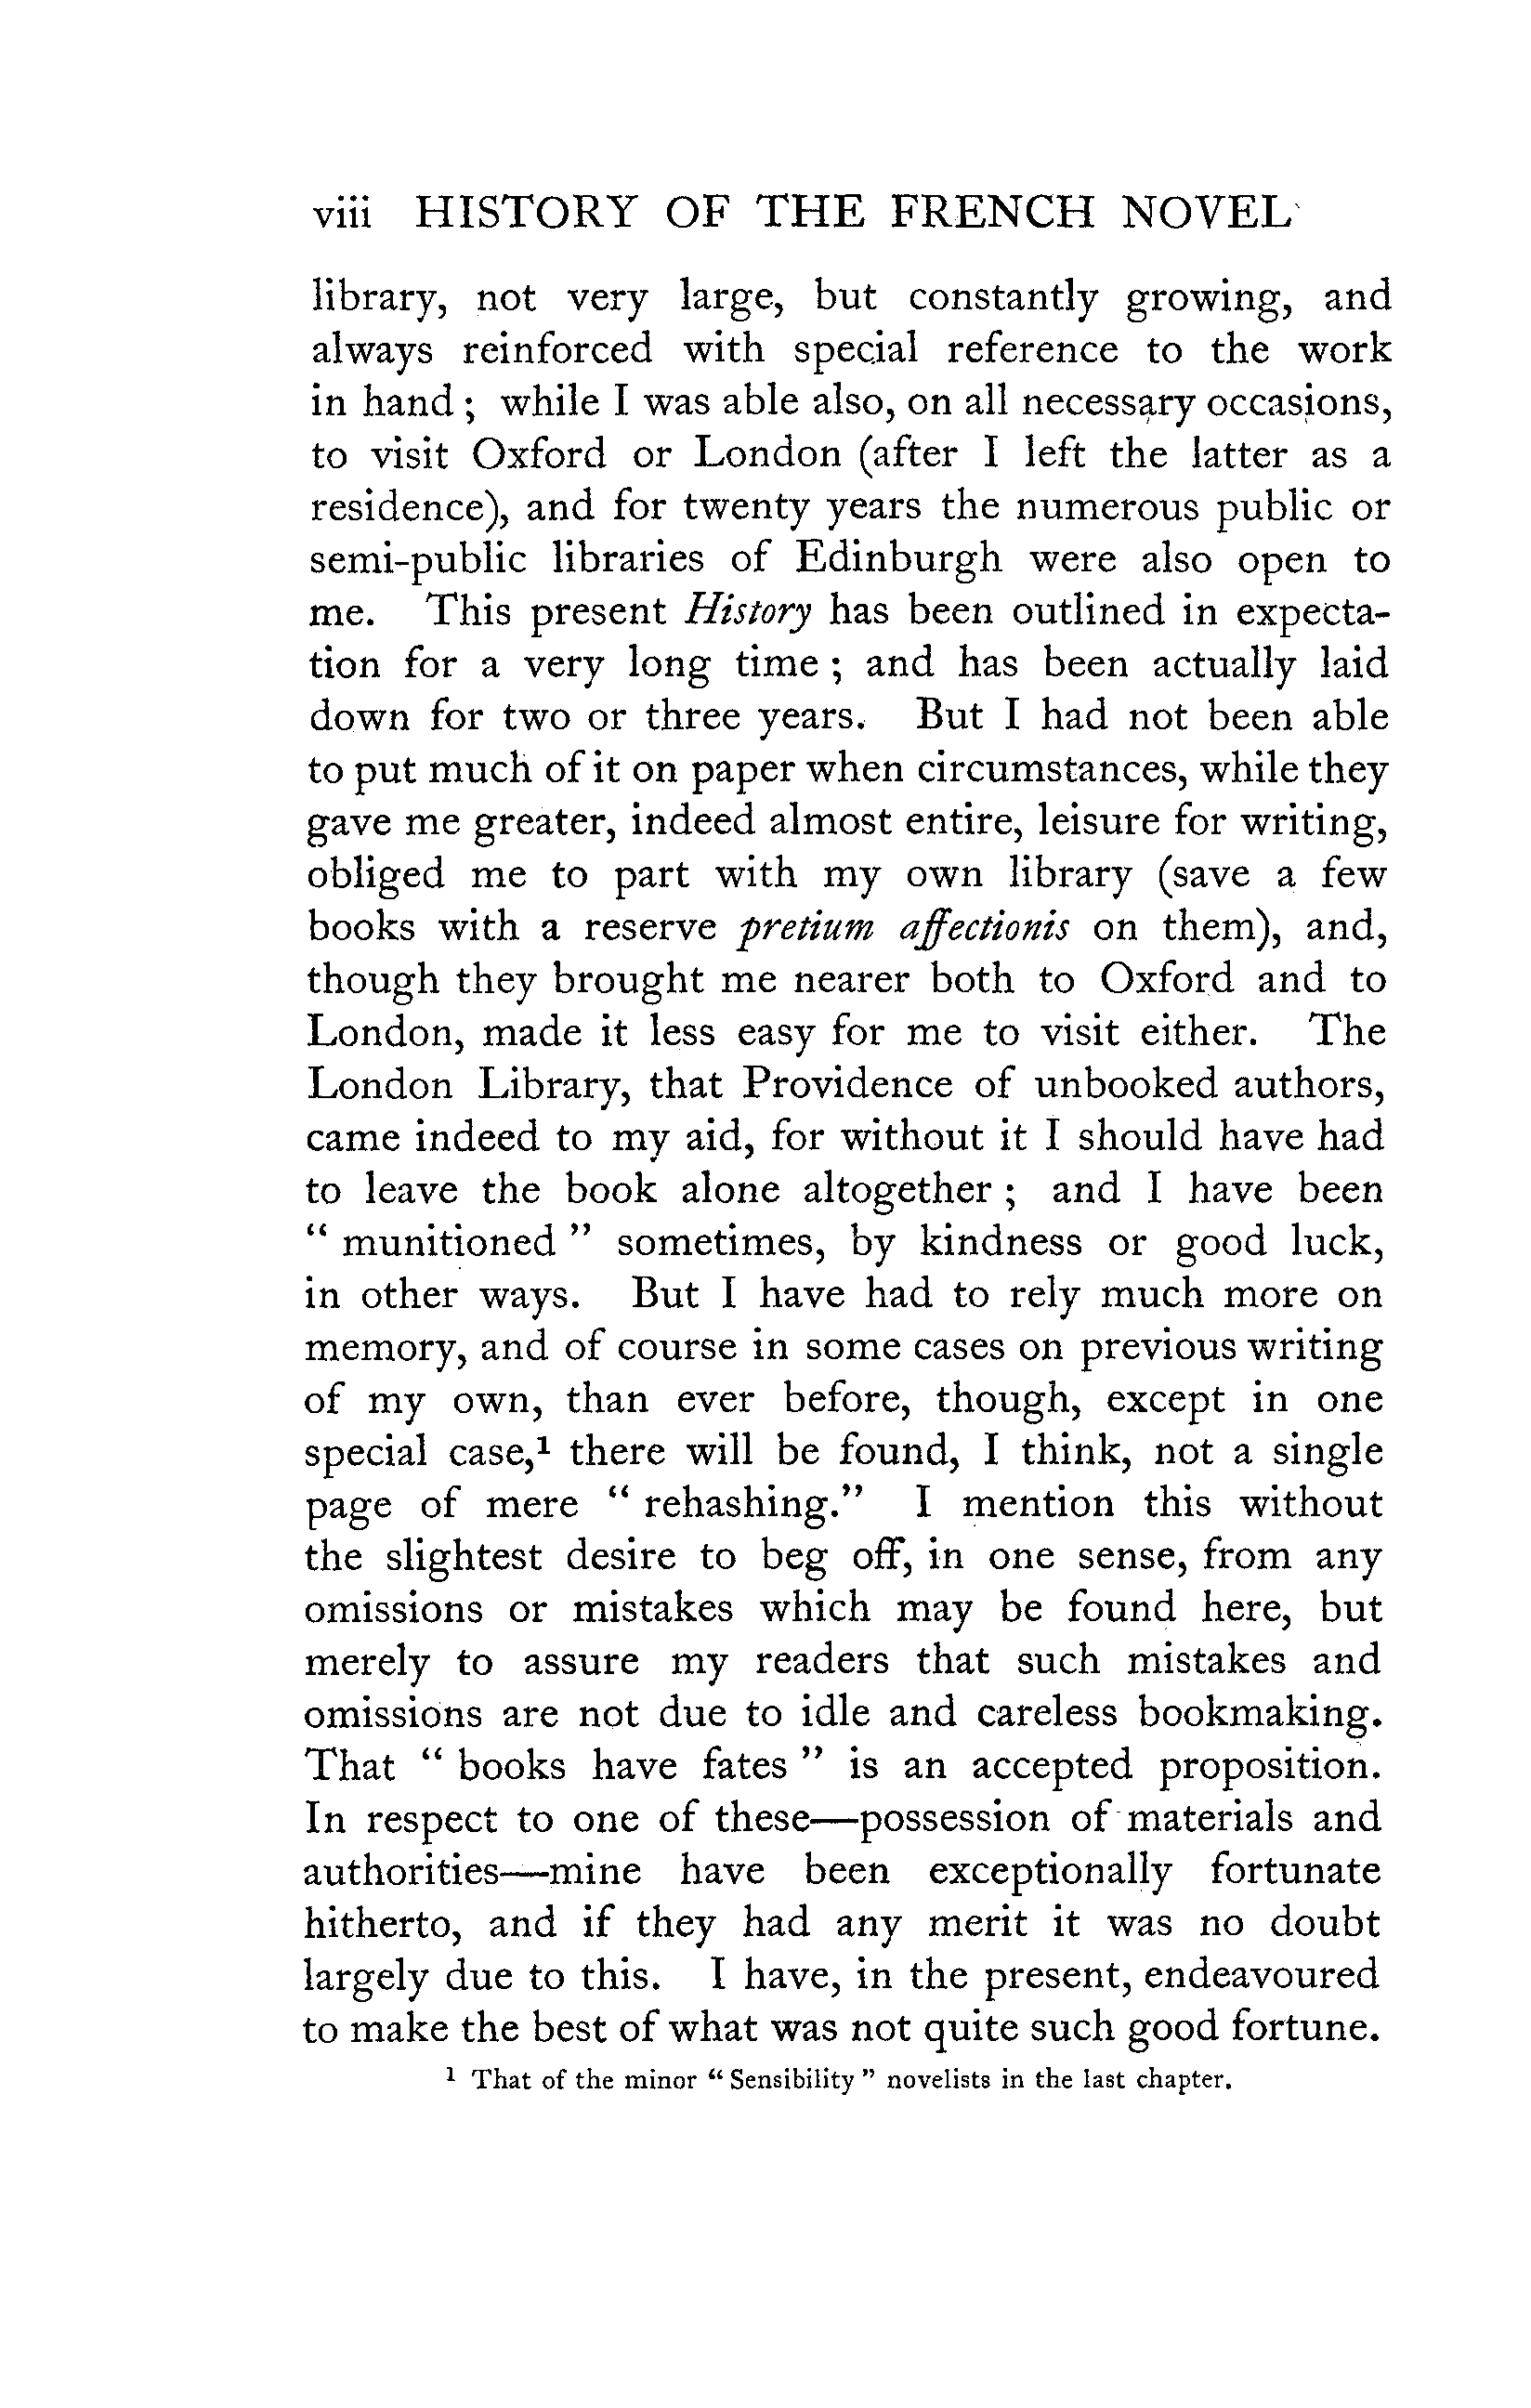 viii HISTORY OF THE FRENCH NOVEL
library, not very large, but constantly growing, and
always reinforced with special reference to the work
in hand ; while I was able also, on all necessary occasions,
to visit Oxford or London (after I left the latter as a
residence), and for twenty years the numerous public or
semi-public libraries of Edinburgh were also open to
me. This present History has been outlined in expecta-
tion for a very long time ; and has been actually laid
down for two or three years. But I had not been able
to put much of it on paper when circumstances, while they
gave me greater, indeed almost entire, leisure for writing,
obliged me to part with my own library (save a few
books with a reserve pretium affectionis on them), and,
though they brought me nearer both to Oxford and to
London, made it less easy for me to visit either. The
London Library, that Providence of unbooked authors,
came indeed to my aid, for without it I should have had
to leave the book alone altogether ; and I have been
“ munitioned ” sometimes, by kindness or good luck,
in other ways. But I have had to rely much more on
memory, and of course in some cases on previous writing
of my own, than ever before, though, except in one
special case,¹ there will be found, I think, not a single
page of mere “ rehashing.” I mention this without
the slightest desire to beg off, in one sense, from any
omissions or mistakes which may be found here, but
merely to assure my readers that such mistakes and
omissions are not due to idle and careless bookmaking.
That “ books have fates ” is an accepted proposition.
In respect to one of these—possession of materials and
authorities—mine have been exceptionally fortunate
hitherto, and if they had any merit it was no doubt
largely due to this. I have, in the present, endeavoured
to make the best of what was not quite such good fortune.
¹ That of the minor “ Sensibility ” novelists in the last chapter.